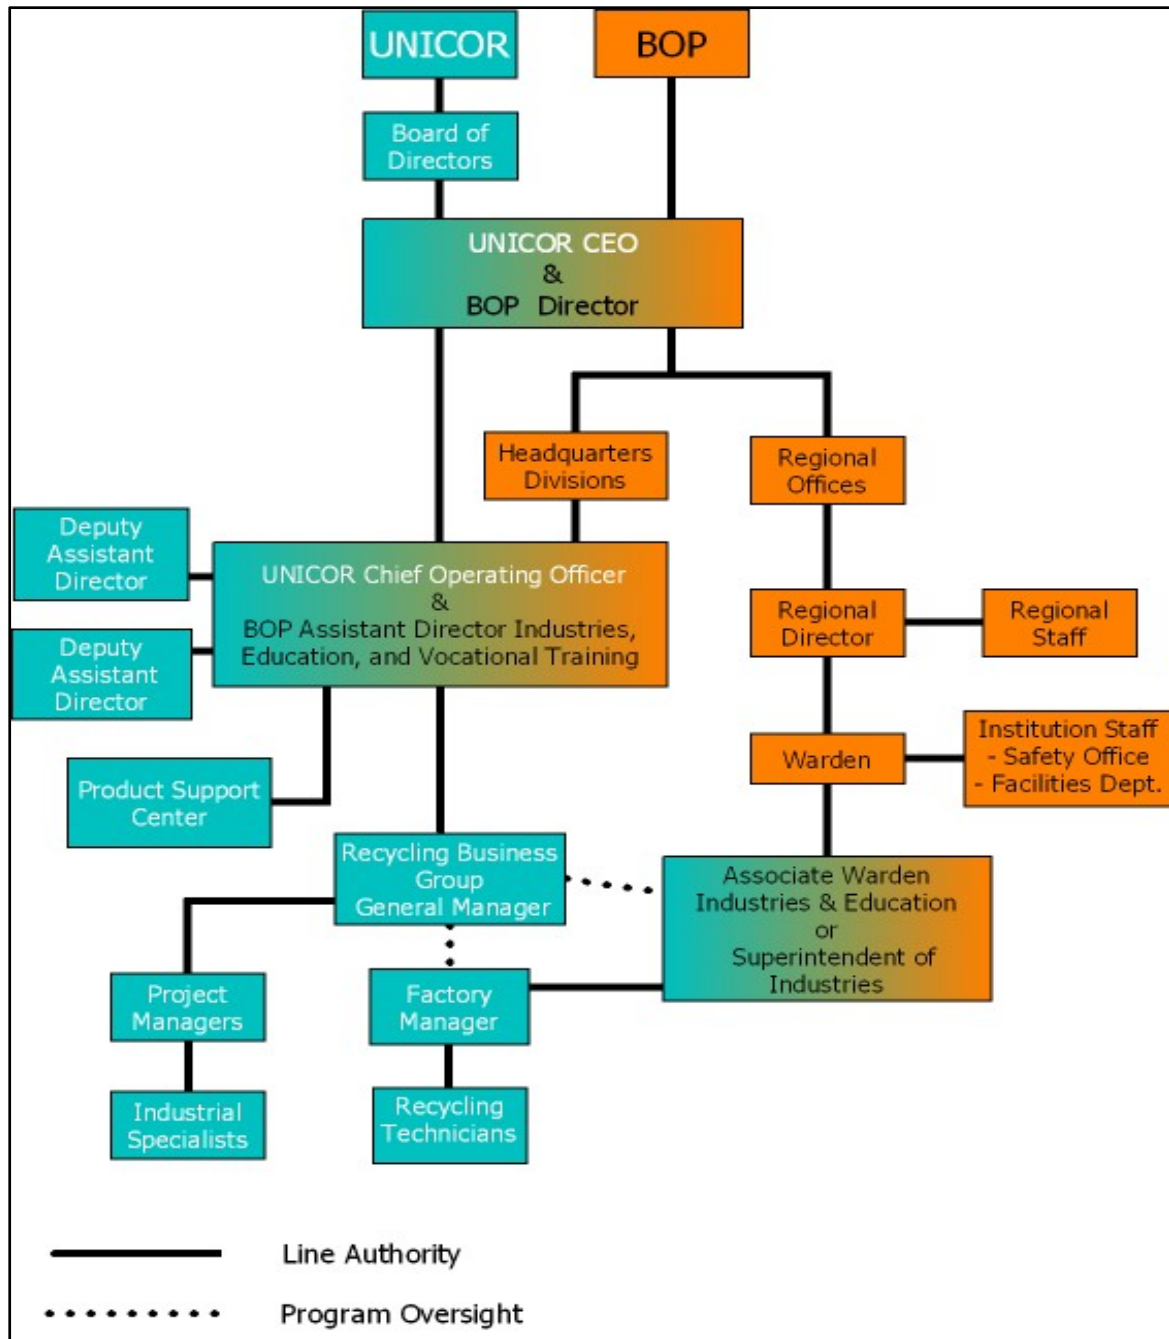 UNICOR
BOP
Board of
Directors
UNICOR CEO
&
BOP Director
Headquarters
Divisions
Regional
Offices
Deputy
Assistant
Director
UNICOR Chief Operating Officer
&
BOP Assistant Director Industries,
Education, and Vocational Training
Regional
Director
Regional
Staff
Deputy
Assistant
Director
Warden
Institution Staff
- Safety Office
- Facilities Dept.
Product Support
Center
Recycling Business
Group
General Manager
Associate Warden
Industries & Education
or
Superintendent of
Industries
Project
Managers
Factory
Manager
Industrial
Specialists
Recycling
Technicians
Line Authority
Program Oversight